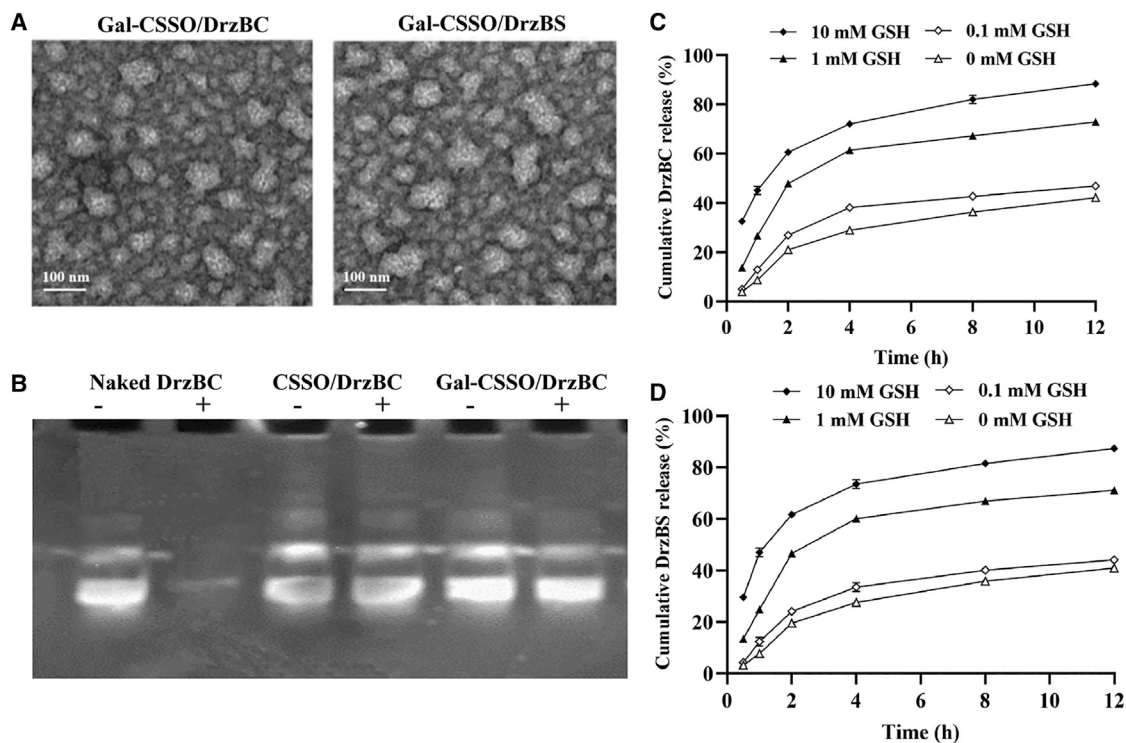 A
Gal-CSSO/DrzBC
Gal-CSSO/DrzBS
100 nm
100 nm
B
Naked DrzBC
CSSO/DrzBC
Gal-CSSO/DrzBC
- + - + - +
C
10 mM GSH
0.1 mM GSH
1 mM GSH
0 mM GSH
Cumulative DrzBC release (%)
100
80
60
40
20
0
0 2 4 6 8 10 12
Time (h)
D
10 mM GSH
0.1 mM GSH
1 mM GSH
0 mM GSH
Cumulative DrzBS release (%)
100
80
60
40
20
0
0 2 4 6 8 10 12
Time (h)